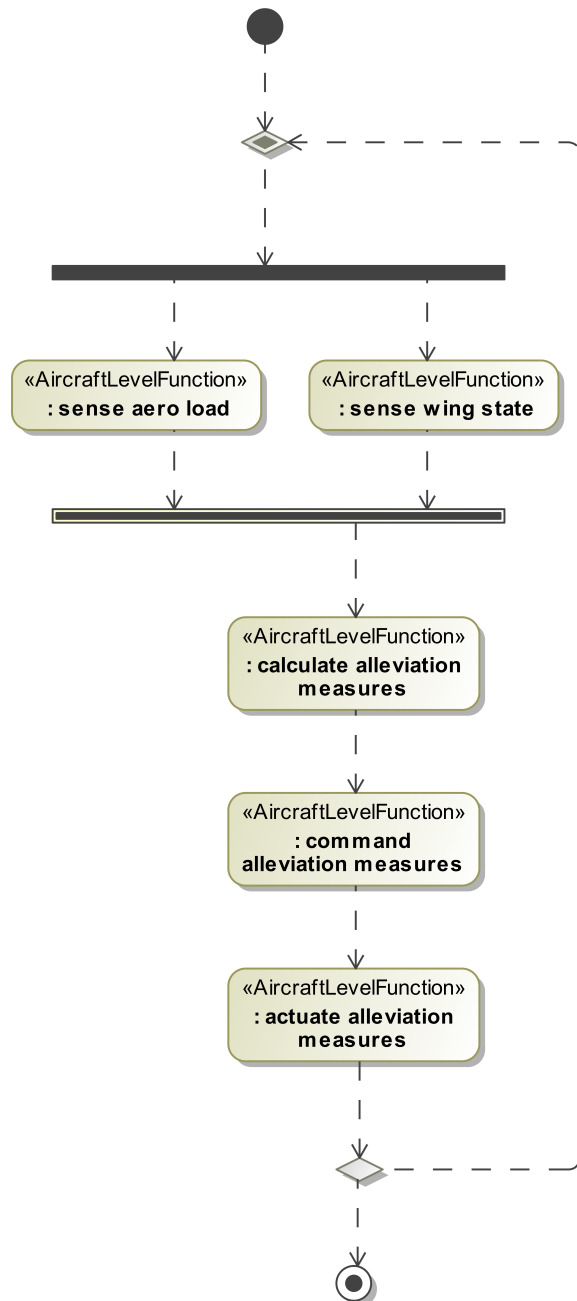 «AircraftLevelFunction»
: sense aero load
«AircraftLevelFunction»
: sense wing state
«AircraftLevelFunction»
: calculate alleviation
measures
«AircraftLevelFunction»
: command
alleviation measures
«AircraftLevelFunction»
: actuate alleviation
measures